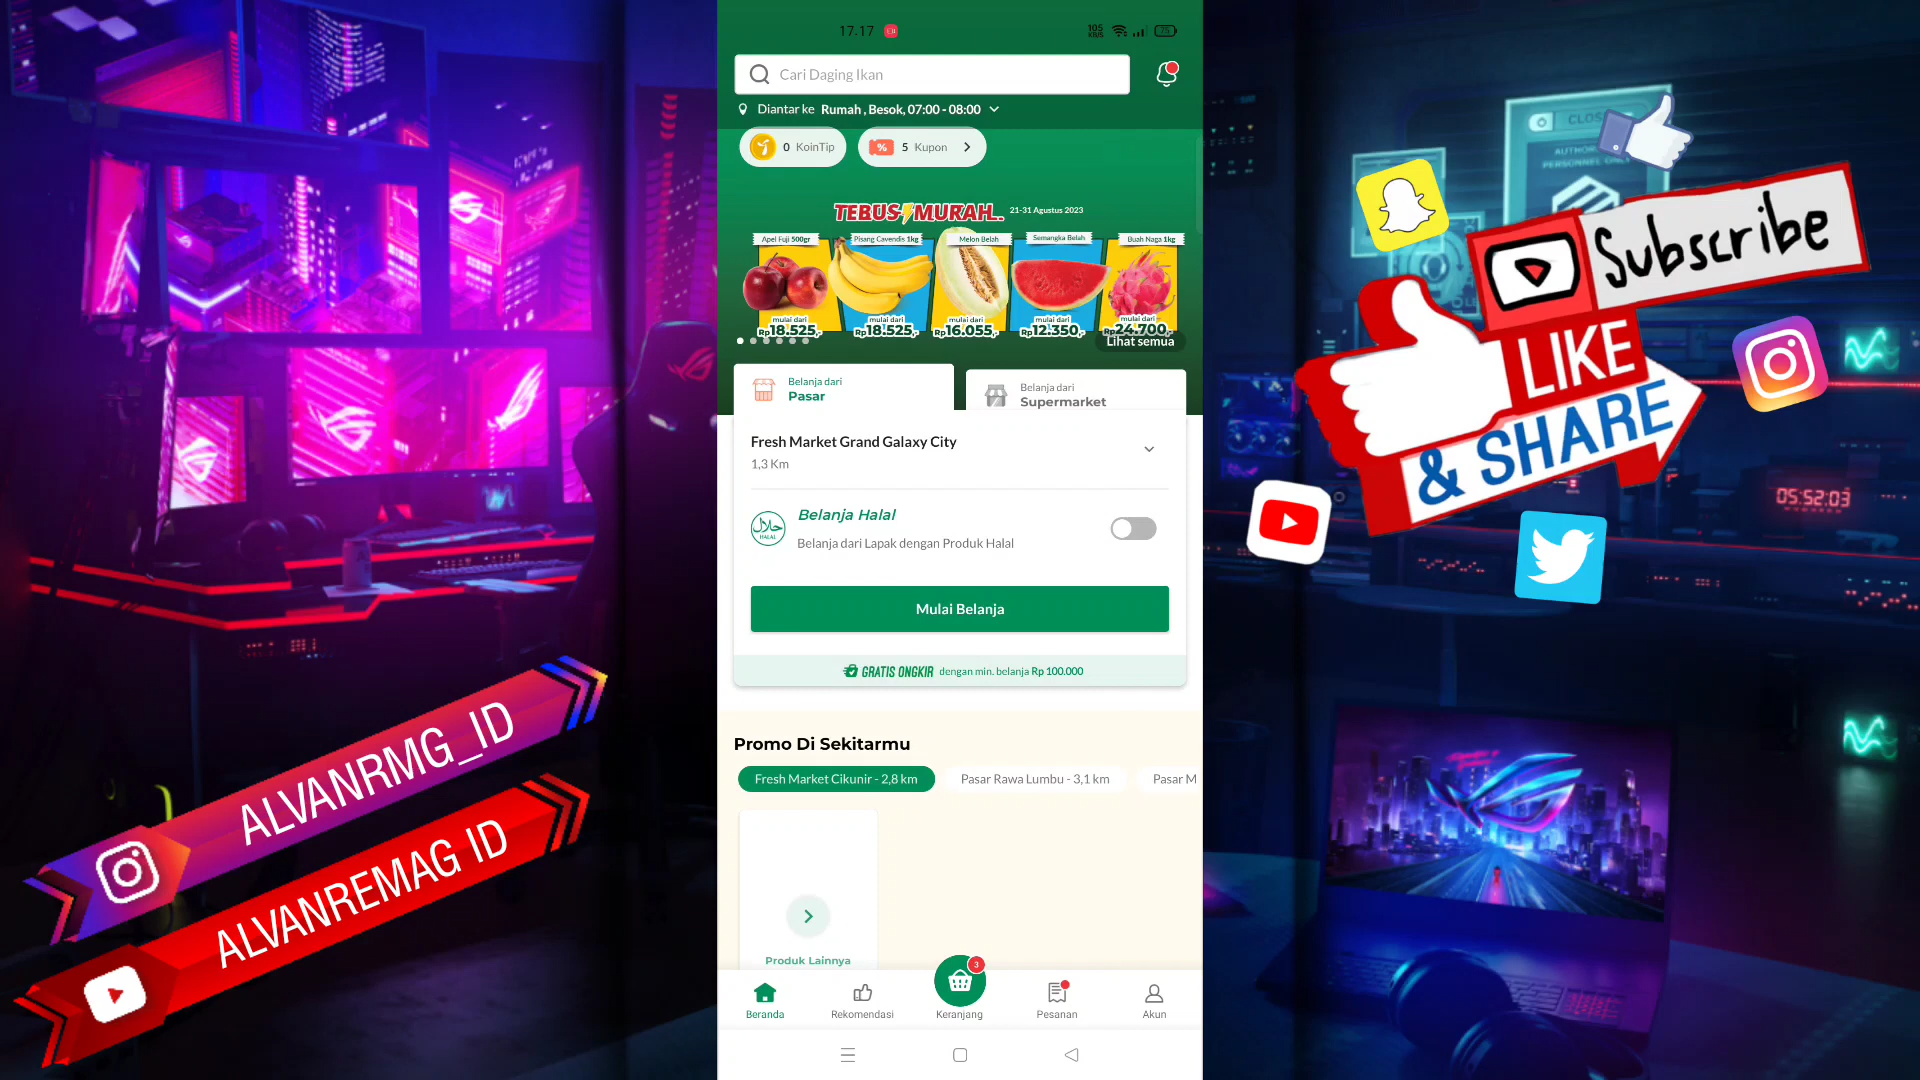 17.17
105
KB/S
75
Cari Daging Ikan
Diantar ke Rumah , Besok, 07:00 - 08:00
0 KoinTip
% 5 Kupon
TEBUS MURAH 21-31 Agustus 2023
Apel Fuji 500gr Pisang Cavendis 1kg Melon Belah Semangka Belah Buah Naga 1kg
mulai dari mulai dari mulai dari mulai dari mulai dari
Rp18.525,- Rp18.525,- Rp16.055,- Rp12.350,- Rp24.700,-
Lihat semua
Belanja dari
Pasar
Belanja dari
Supermarket
Fresh Market Grand Galaxy City
1,3 Km
حلال
HALAL
Belanja Halal
Belanja dari Lapak dengan Produk Halal
Mulai Belanja
GRATIS ONGKIR dengan min. belanja Rp 100.000
Promo Di Sekitarmu
Fresh Market Cikunir - 2,8 km
Pasar Rawa Lumbu - 3,1 km
Pasar M
Produk Lainnya
3
Beranda
Rekomendasi
Keranjang
Pesanan
Akun
ALVANRMG_ID
ALVANREMAG ID
Subscribe
LIKE
& SHARE
05:52:03